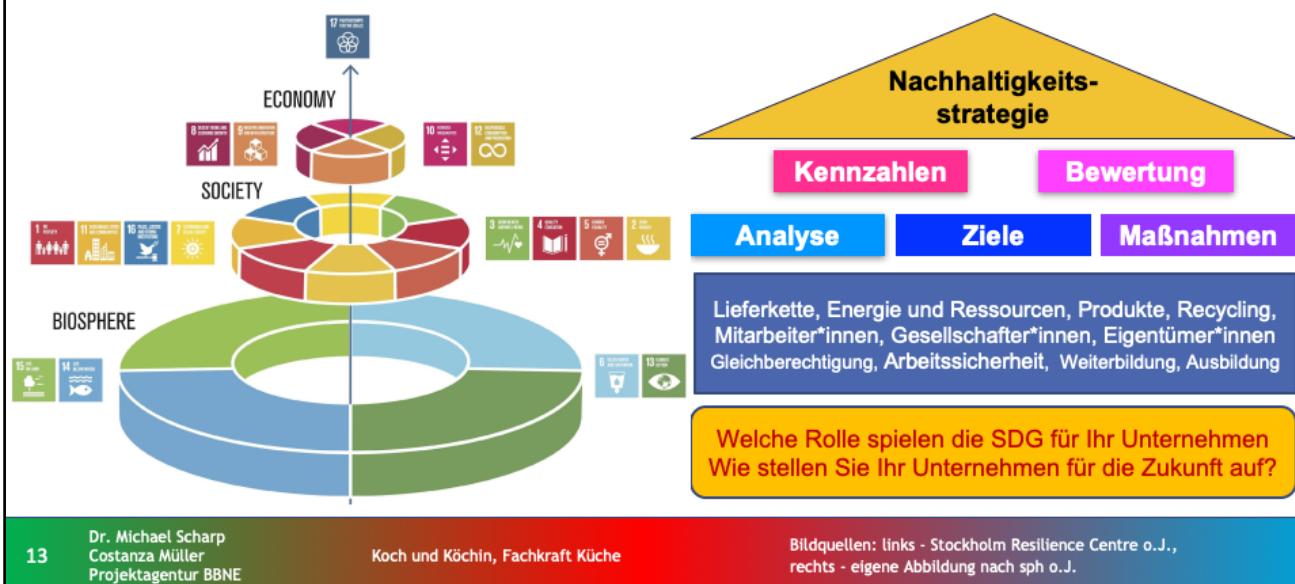 17
ECONOMY
8
9
10
12
SOCIETY
1
11
16
7
3
4
5
2
BIOSPHERE
15
14
6
13
Nachhaltigkeits-
strategie
Kennzahlen
Bewertung
Analyse
Ziele
Maßnahmen
Lieferkette, Energie und Ressourcen, Produkte, Recycling,
Mitarbeiter*innen, Gesellschafter*innen, Eigentümer*innen
Gleichberechtigung, Arbeitssicherheit, Weiterbildung, Ausbildung
Welche Rolle spielen die SDG für Ihr Unternehmen
Wie stellen Sie Ihr Unternehmen für die Zukunft auf?
13
Dr. Michael Scharp
Costanza Müller
Projektagentur BBNE
Koch und Köchin, Fachkraft Küche
Bildquellen: links - Stockholm Resilience Centre o.J.,
rechts - eigene Abbildung nach sph o.J.